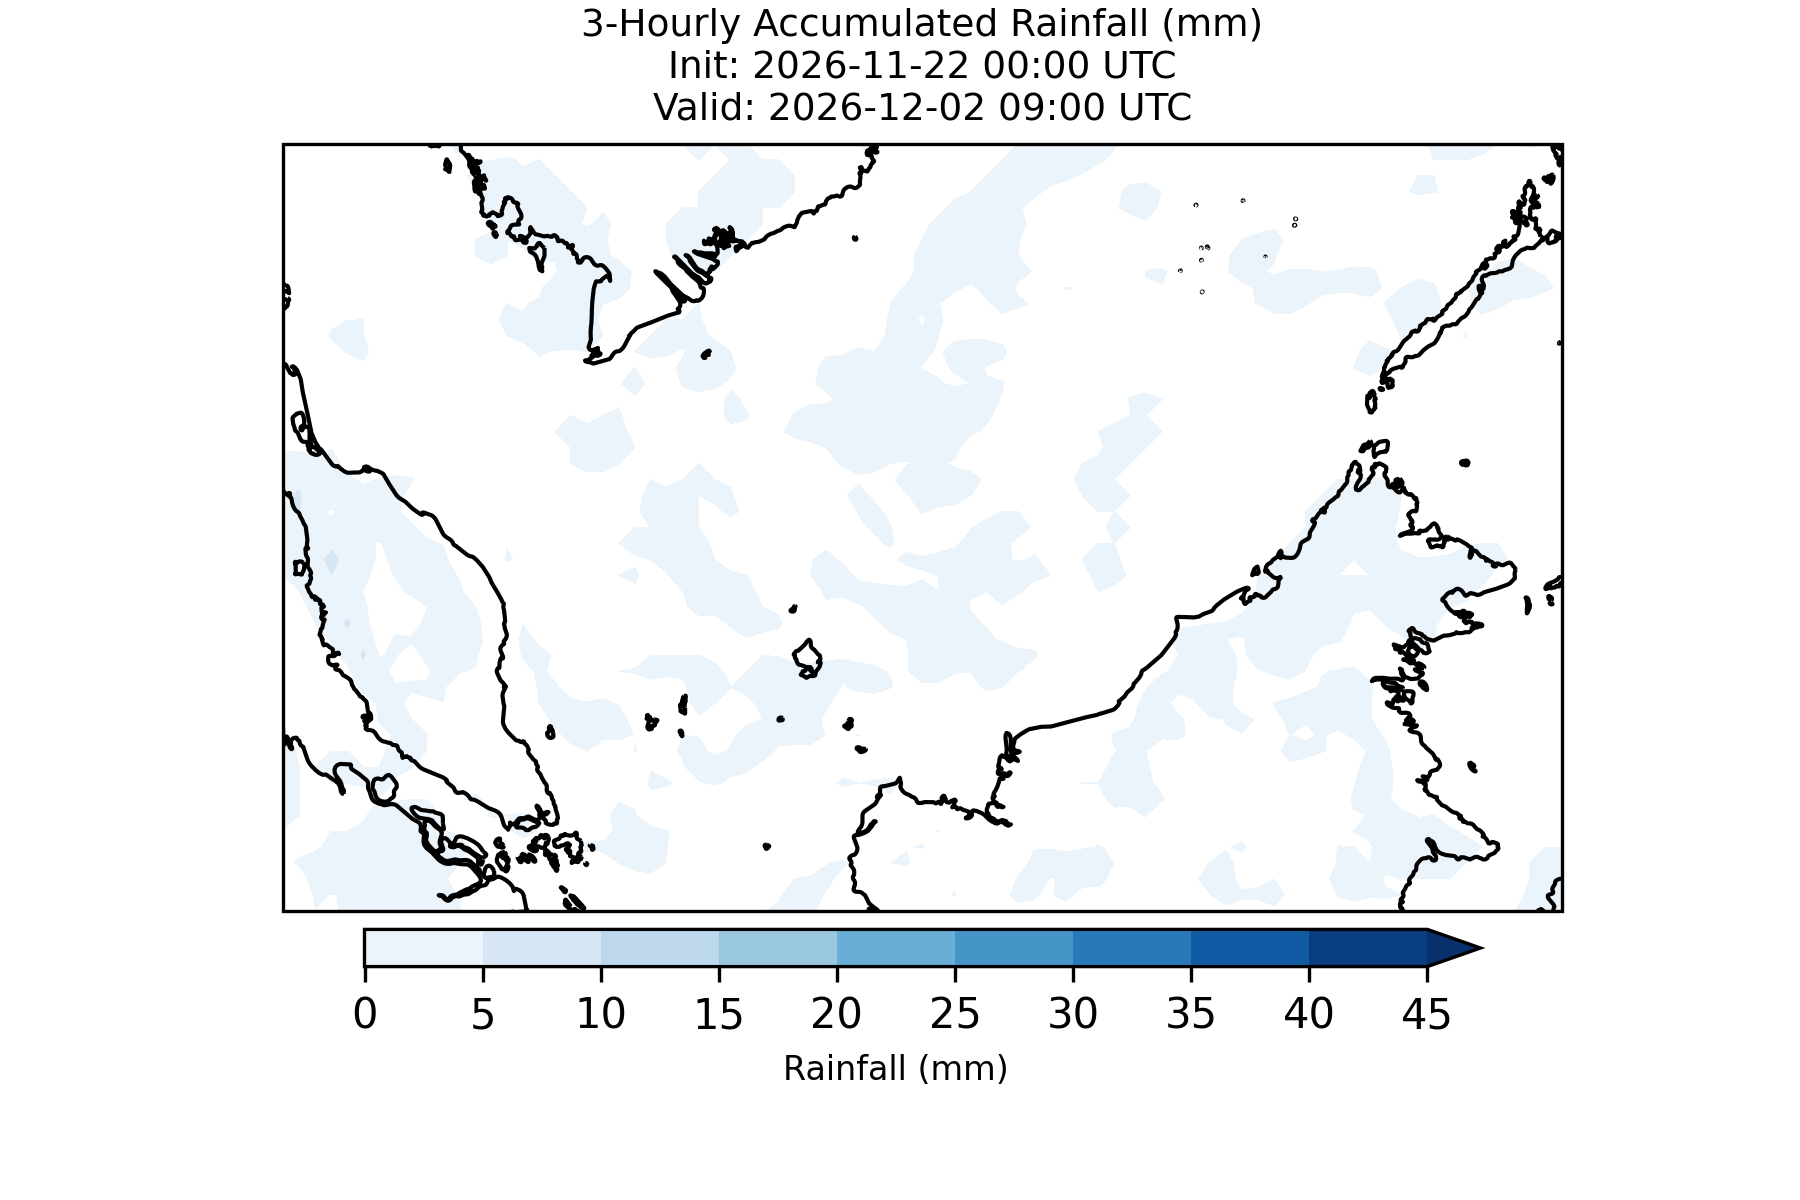 3-Hourly Accumulated Rainfall (mm)
Init: 2026-11-22 00:00 UTC
Valid: 2026-12-02 09:00 UTC
0 5 10 15 20 25 30 35 40 45
Rainfall (mm)